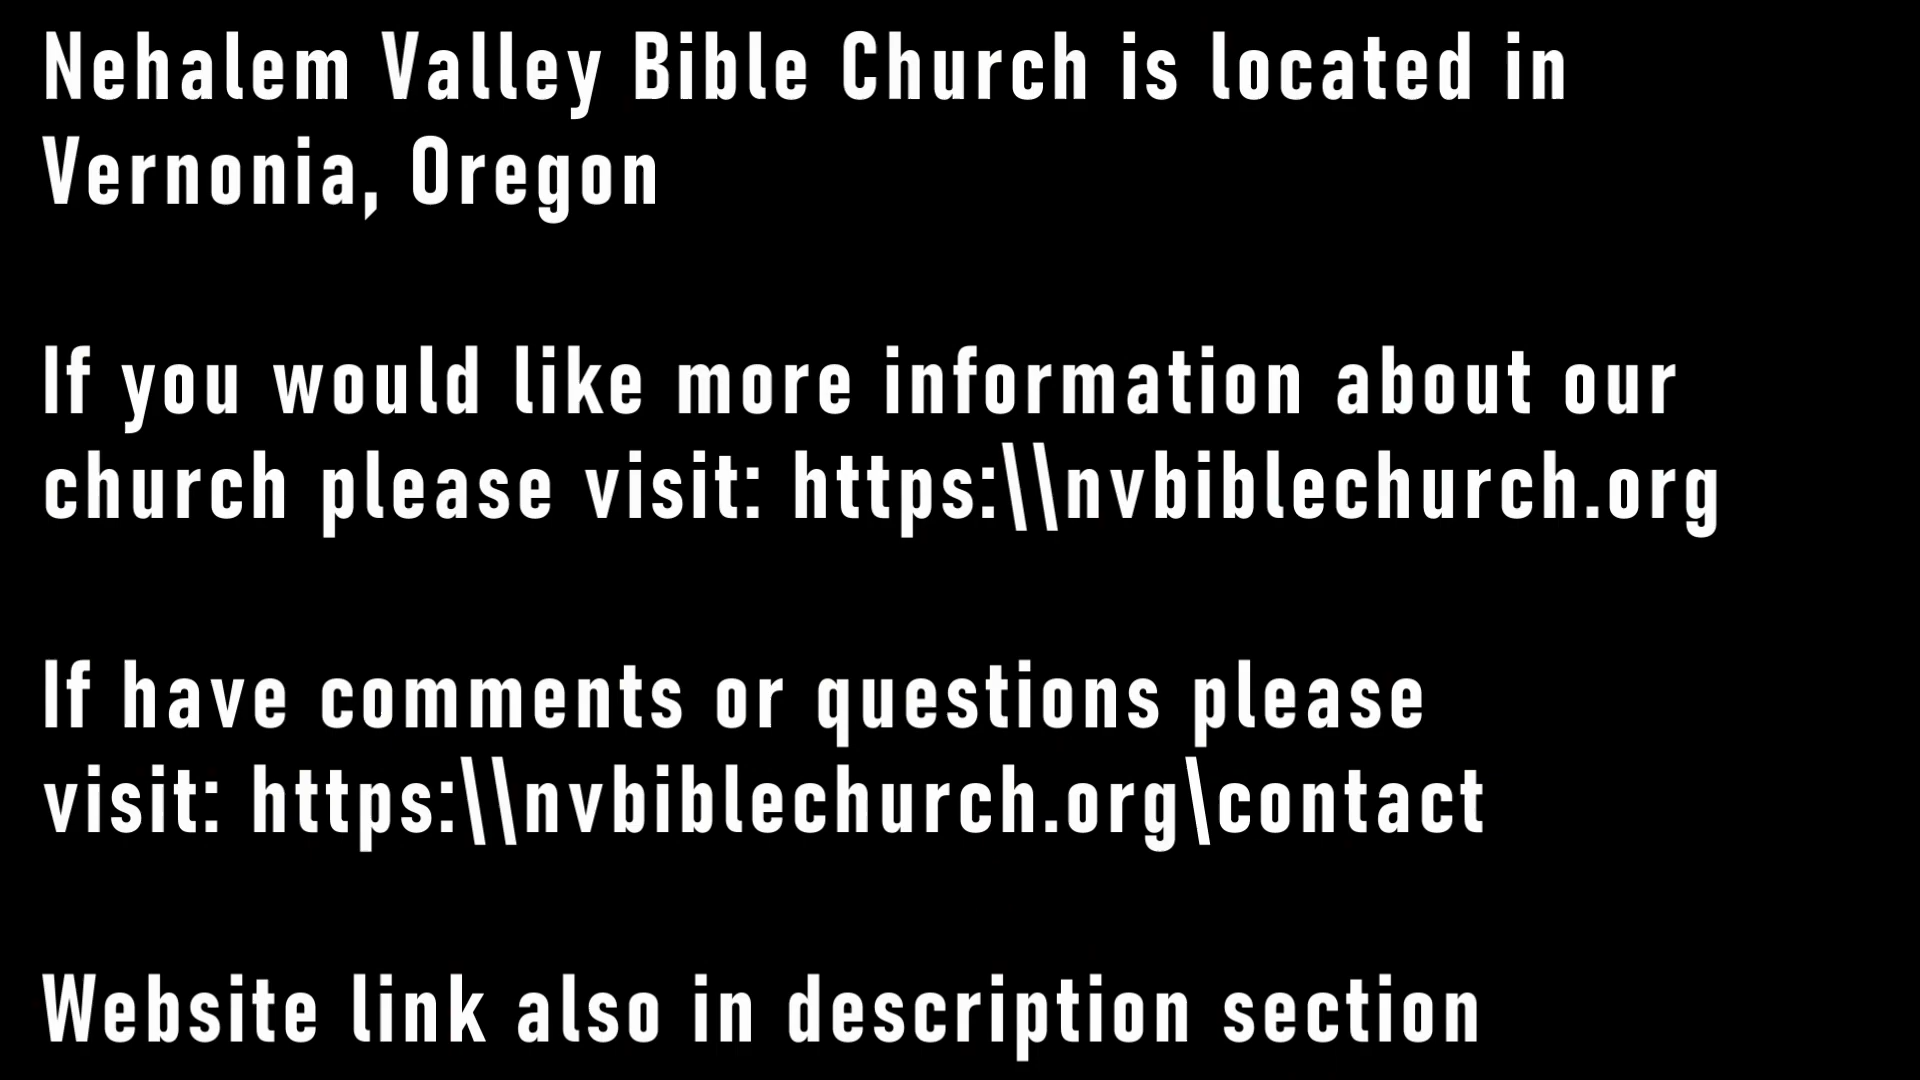 Nehalem Valley Bible Church is located in
Vernonia, Oregon
If you would like more information about our
church please visit: https:\\nvbiblechurch.org
If have comments or questions please
visit: https:\\nvbiblechurch.org\contact
Website link also in description section